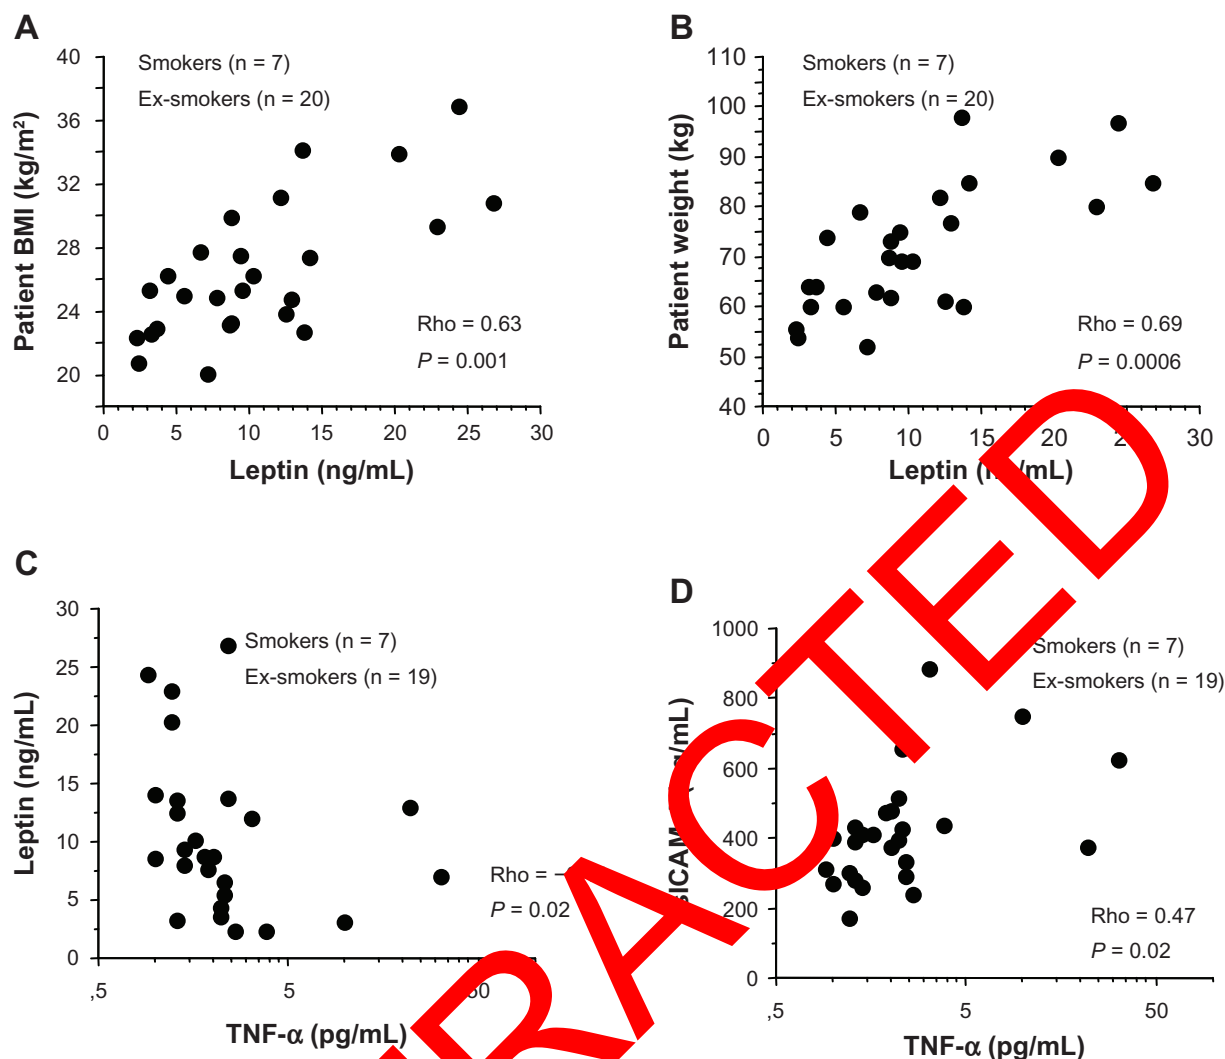 A
Smokers (n = 7)
Ex-smokers (n = 20)
Patient BMI (kg/m²)
40
36
32
28
24
20
Rho = 0.63
P = 0.001
0 5 10 15 20 25 30
Leptin (ng/mL)
B
Smokers (n = 7)
Ex-smokers (n = 20)
Patient weight (kg)
110
100
90
80
70
60
50
40
Rho = 0.69
P = 0.0006
0 5 10 15 20 30
Leptin
C
Smokers (n = 7)
Ex-smokers (n = 19)
Leptin (ng/mL)
30
25
20
15
10
5
0
Rho = –
P = 0.02
,5 5
TNF-α (pg/mL)
D
Smokers (n = 7)
Ex-smokers (n = 19)
1000
800
600
400
200
0
Rho = 0.47
P = 0.02
,5 5 50
TNF-α (pg/mL)
RACTED